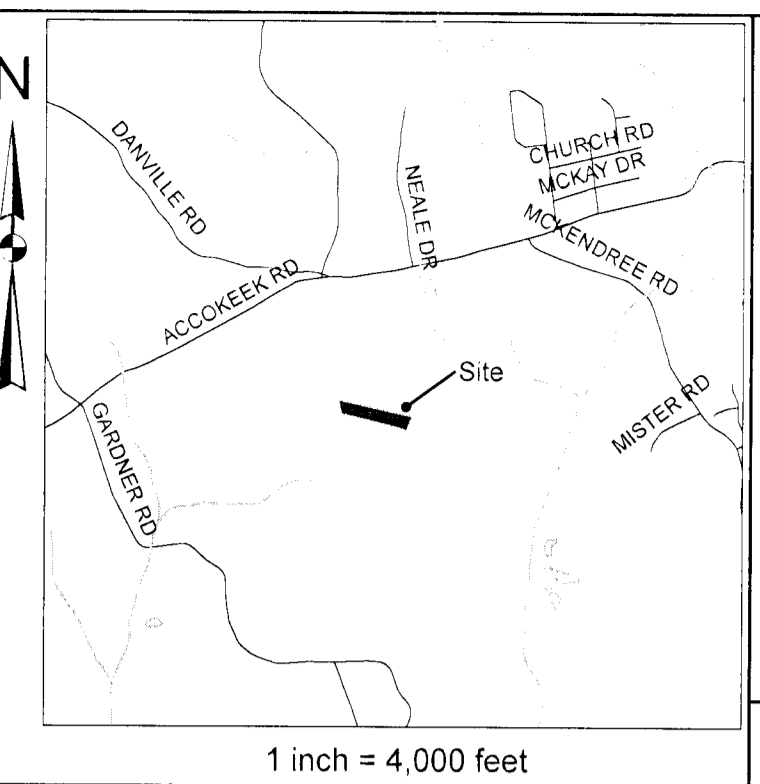 N
DANVILLE RD
NEALE DR
CHURCH RD
MCKAY DR
MCKENDREE RD
ACCOKEEK RD
Site
MISTER RD
GARDNER RD
1 inch = 4,000 feet